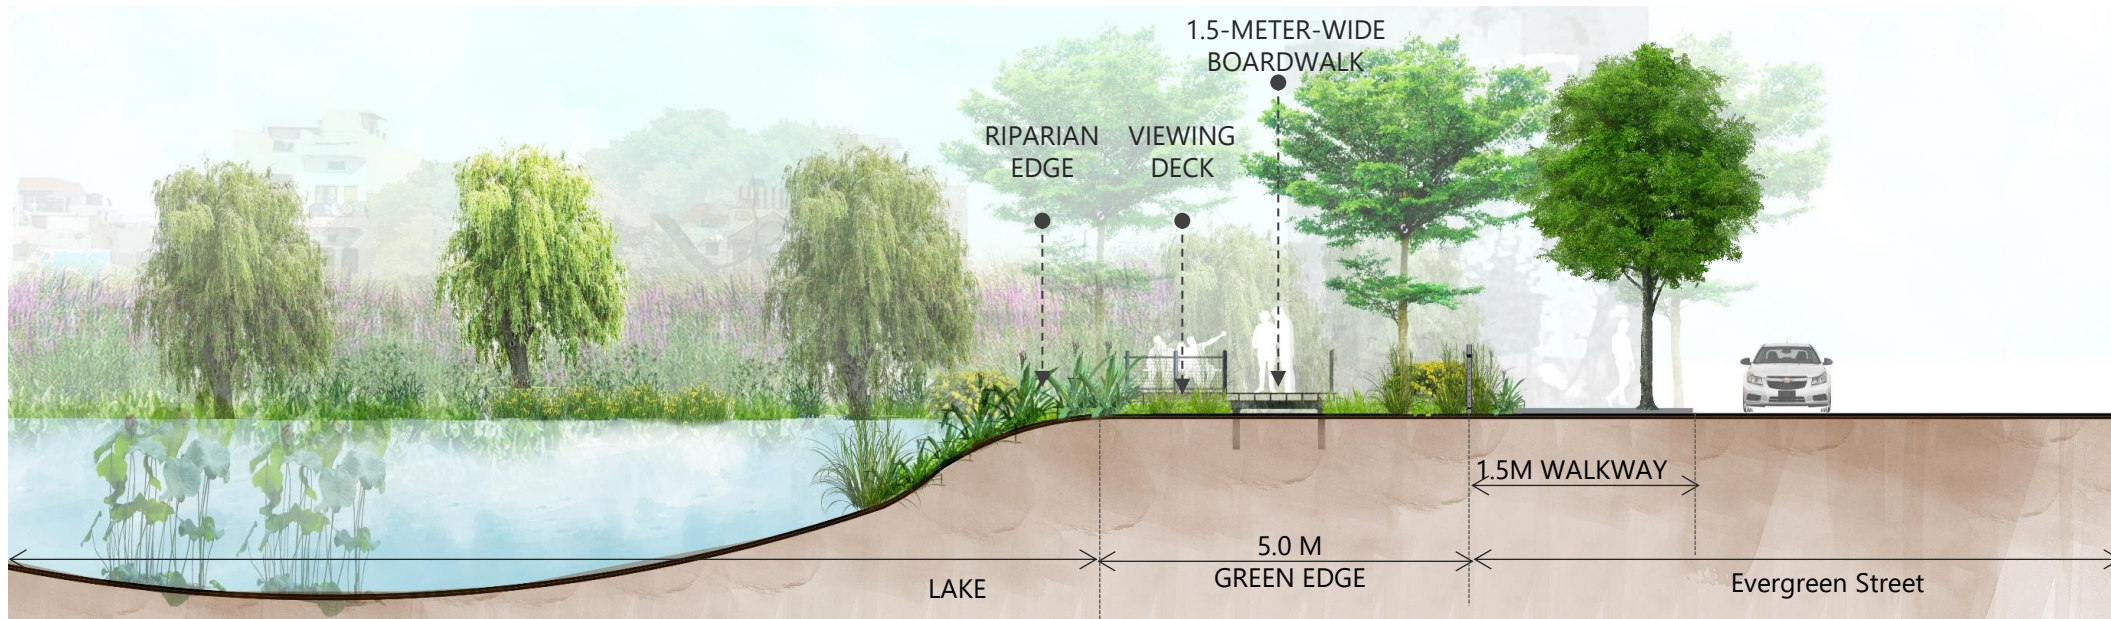 1.5-METER-WIDE
BOARDWALK
RIPARIAN
EDGE
VIEWING
DECK
1.5M WALKWAY
5.0 M
GREEN EDGE
LAKE
Evergreen Street